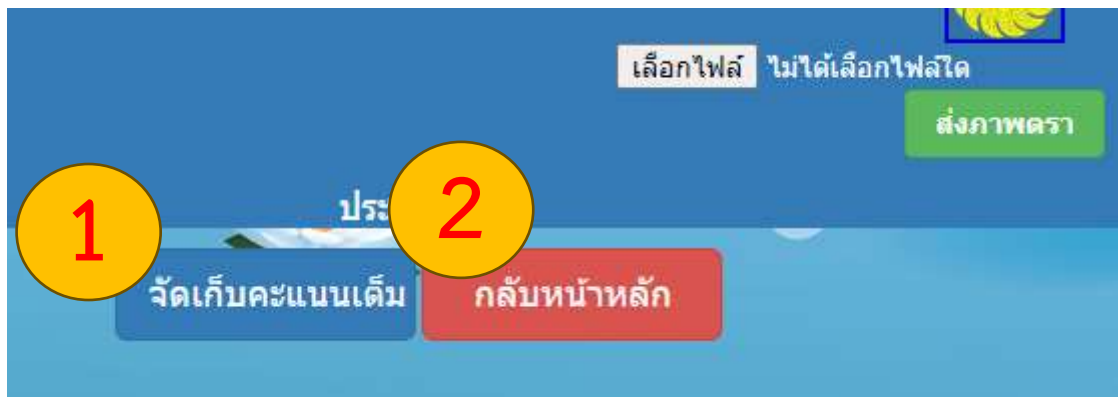 เลือกไฟล์ ไม่ได้เลือกไฟล์ใด
ส่งภาพตรา
1
2
จัดเก็บคะแนนเต็ม
กลับหน้าหลัก